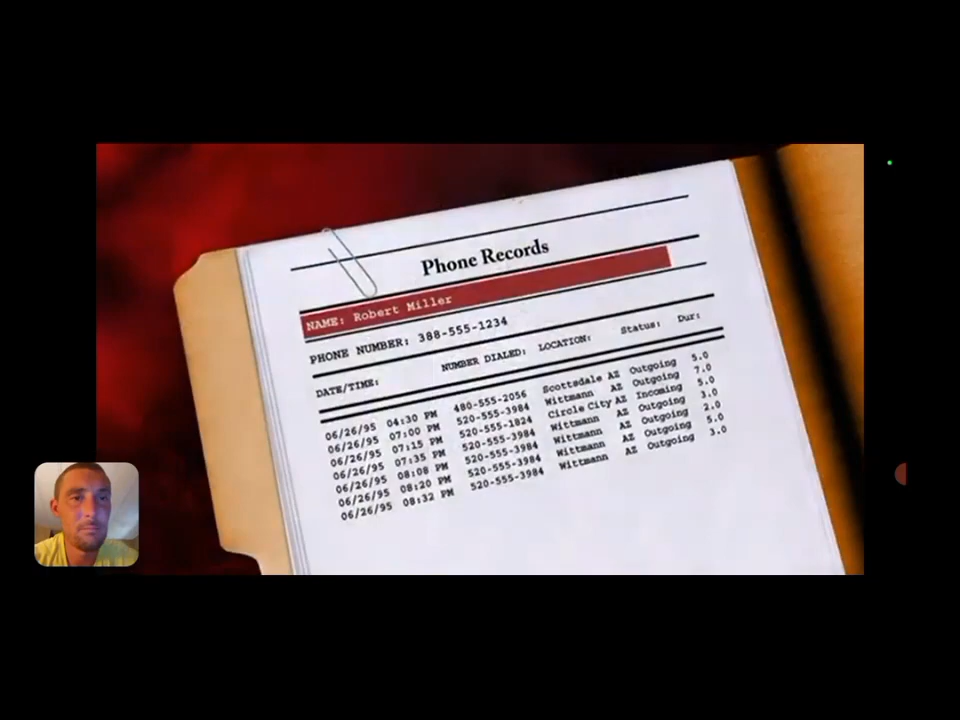 Phone Records
NAME: Robert Miller
PHONE NUMBER: 388-555-1234
DATE/TIME: NUMBER DIALED: LOCATION: Status: Dur:
06/26/95 04:30 PM 480-555-2056 Scottsdale AZ Outgoing 5.0
06/26/95 07:00 PM 520-555-3984 Wittmann AZ Outgoing 7.0
06/26/95 07:15 PM 520-555-1824 Circle City AZ Incoming 5.0
06/26/95 07:35 PM 520-555-3984 Wittmann AZ Outgoing 3.0
06/26/95 08:08 PM 520-555-3984 Wittmann AZ Outgoing 2.0
06/26/95 08:20 PM 520-555-3984 Wittmann AZ Outgoing 5.0
06/26/95 08:32 PM 520-555-3984 Wittmann AZ Outgoing 3.0